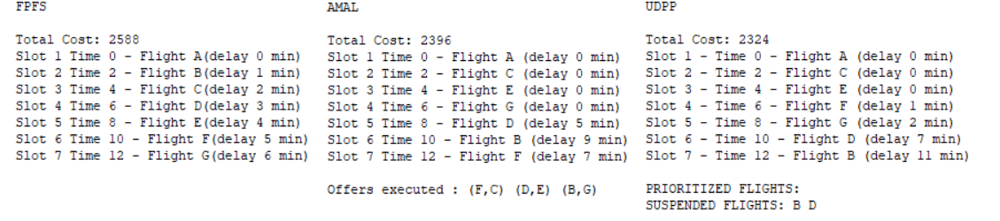 FPFS
Total Cost: 2588
Slot 1 Time 0 - Flight A(delay 0 min)
Slot 2 Time 2 - Flight B(delay 1 min)
Slot 3 Time 4 - Flight C(delay 2 min)
Slot 4 Time 6 - Flight D(delay 3 min)
Slot 5 Time 8 - Flight E(delay 4 min)
Slot 6 Time 10 - Flight F(delay 5 min)
Slot 7 Time 12 - Flight G(delay 6 min)
AMAL
Total Cost: 2396
Slot 1 Time 0 - Flight A (delay 0 min)
Slot 2 Time 2 - Flight C (delay 0 min)
Slot 3 Time 4 - Flight E (delay 0 min)
Slot 4 Time 6 - Flight G (delay 0 min)
Slot 5 Time 8 - Flight D (delay 5 min)
Slot 6 Time 10 - Flight B (delay 9 min)
Slot 7 Time 12 - Flight F (delay 7 min)
Offers executed : (F,C) (D,E) (B,G)
UDPP
Total Cost: 2324
Slot 1 - Time 0 - Flight A (delay 0 min)
Slot 2 - Time 2 - Flight C (delay 0 min)
Slot 3 - Time 4 - Flight E (delay 0 min)
Slot 4 - Time 6 - Flight F (delay 1 min)
Slot 5 - Time 8 - Flight G (delay 2 min)
Slot 6 - Time 10 - Flight D (delay 7 min)
Slot 7 - Time 12 - Flight B (delay 11 min)
PRIORITIZED FLIGHTS:
SUSPENDED FLIGHTS: B D